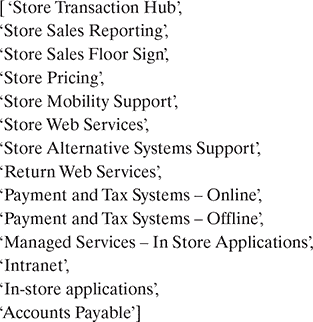 [ ‘Store Transaction Hub’,
‘Store Sales Reporting’,
‘Store Sales Floor Sign’,
‘Store Pricing’,
‘Store Mobility Support’,
‘Store Web Services’,
‘Store Alternative Systems Support’,
‘Return Web Services’,
‘Payment and Tax Systems – Online’,
‘Payment and Tax Systems – Offline’,
‘Managed Services – In Store Applications’,
‘Intranet’,
‘In-store applications’,
‘Accounts Payable’]